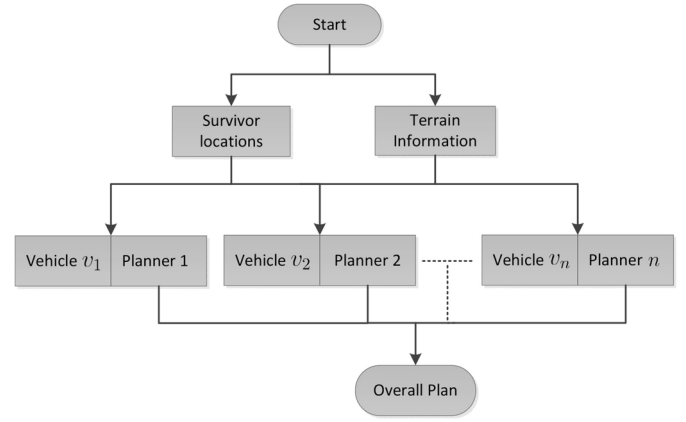 Start
Survivor
locations
Terrain
Information
Vehicle v₁ Planner 1
Vehicle v₂ Planner 2
Vehicle vₙ Planner n
Overall Plan